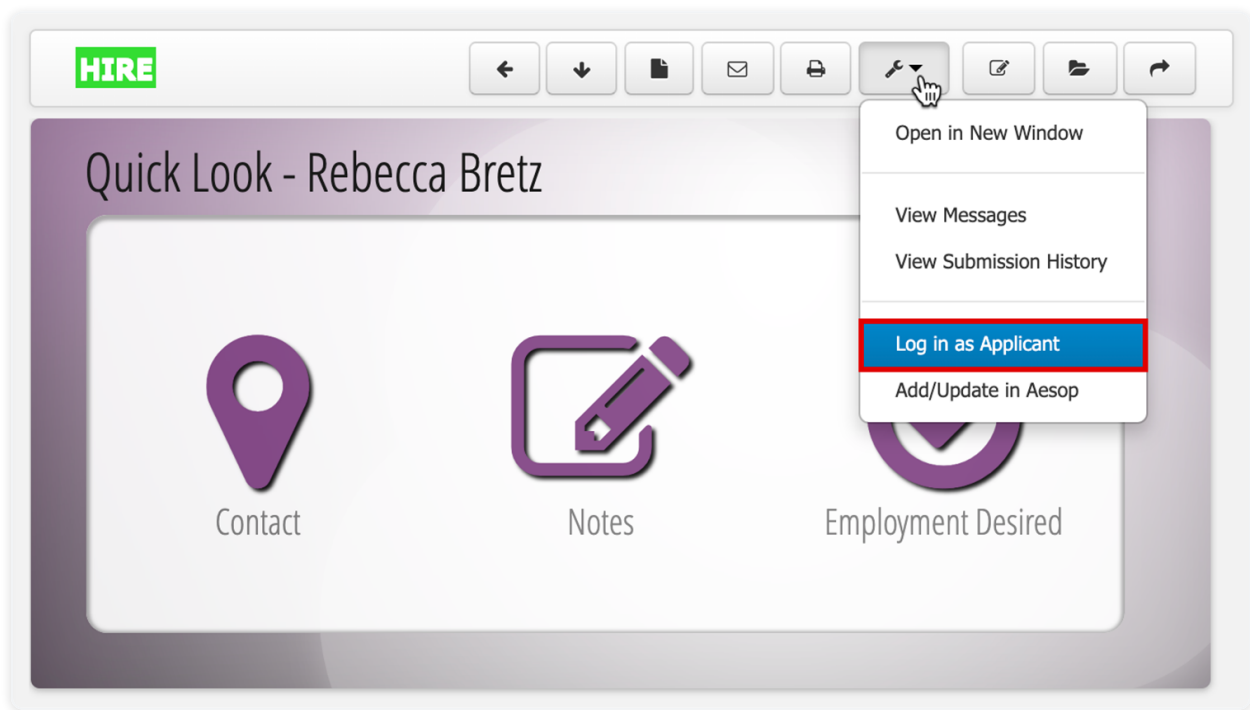 HIRE
Quick Look - Rebecca Bretz
Open in New Window
View Messages
View Submission History
Log in as Applicant
Add/Update in Aesop
Contact
Notes
Employment Desired